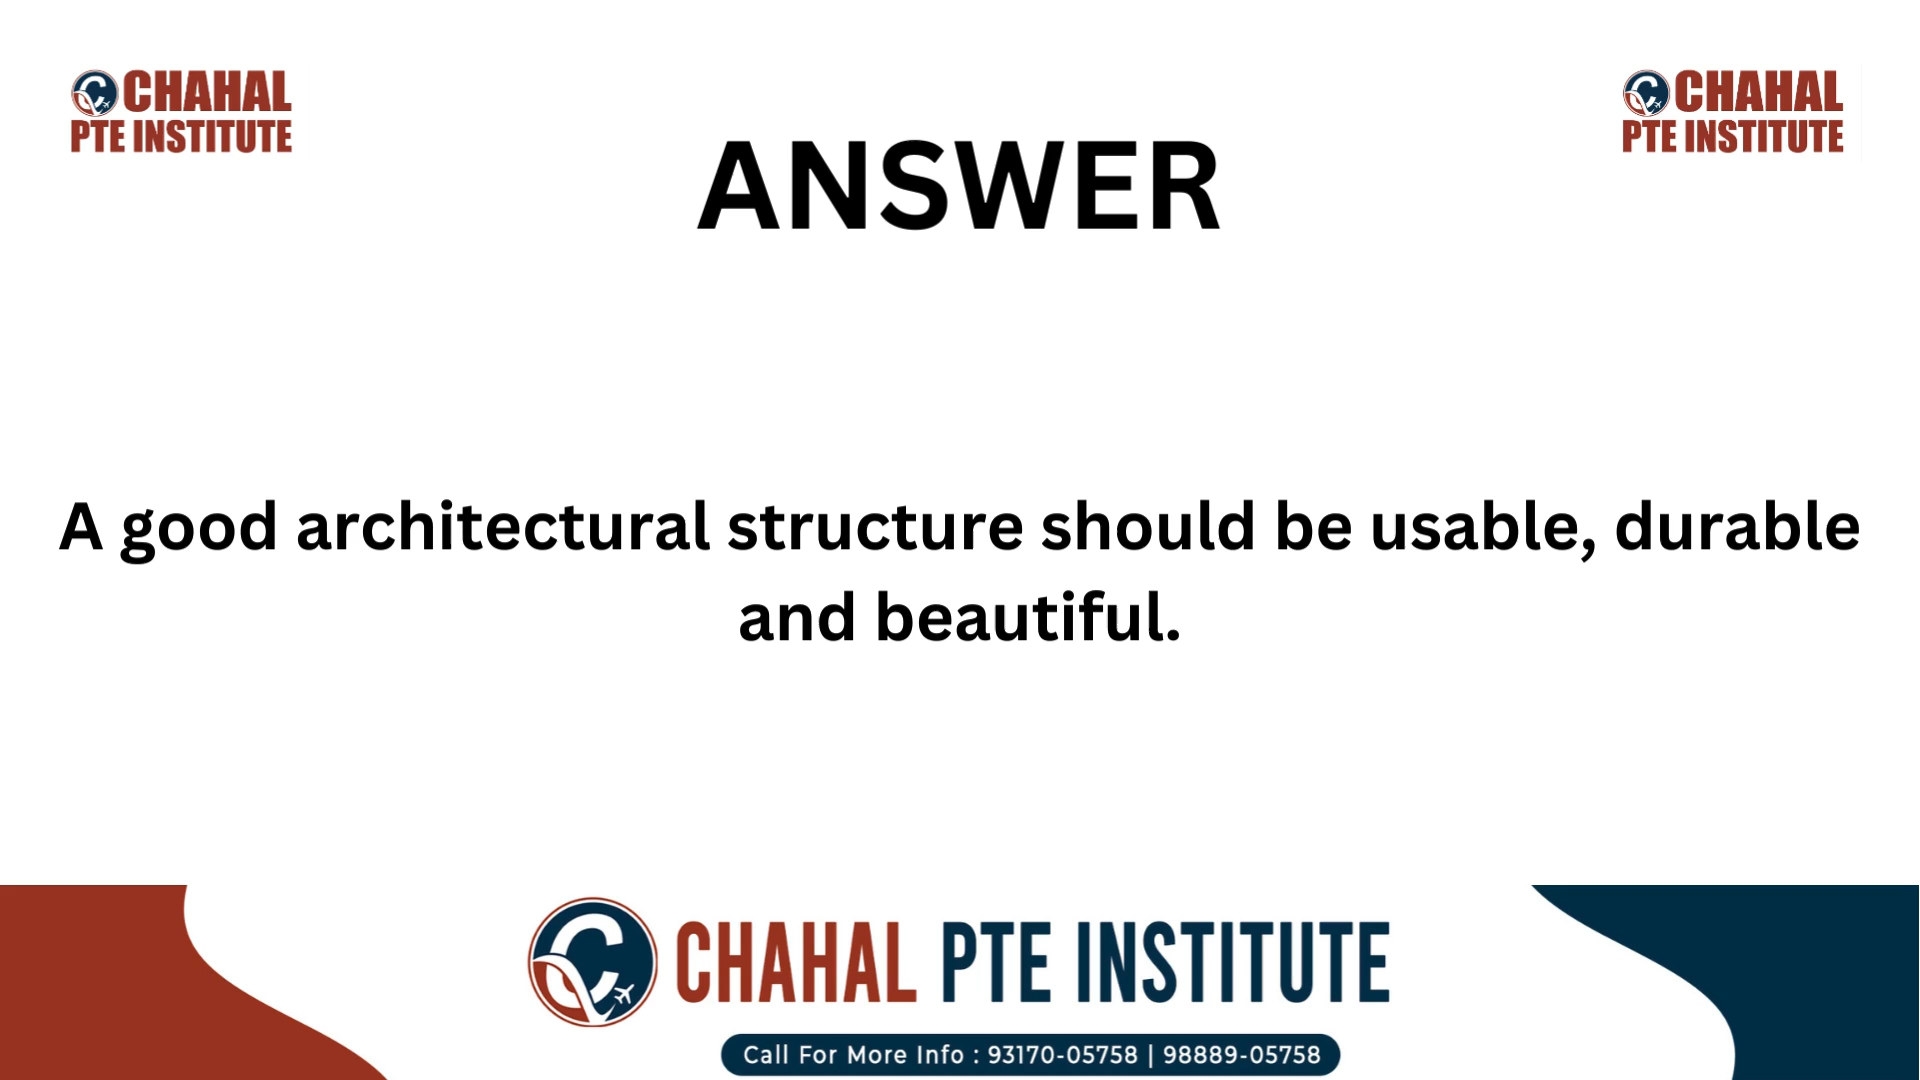 CHAHAL
PTE INSTITUTE
CHAHAL
PTE INSTITUTE
ANSWER
A good architectural structure should be usable, durable
and beautiful.
CHAHAL PTE INSTITUTE
Call For More Info : 93170-05758 | 98889-05758